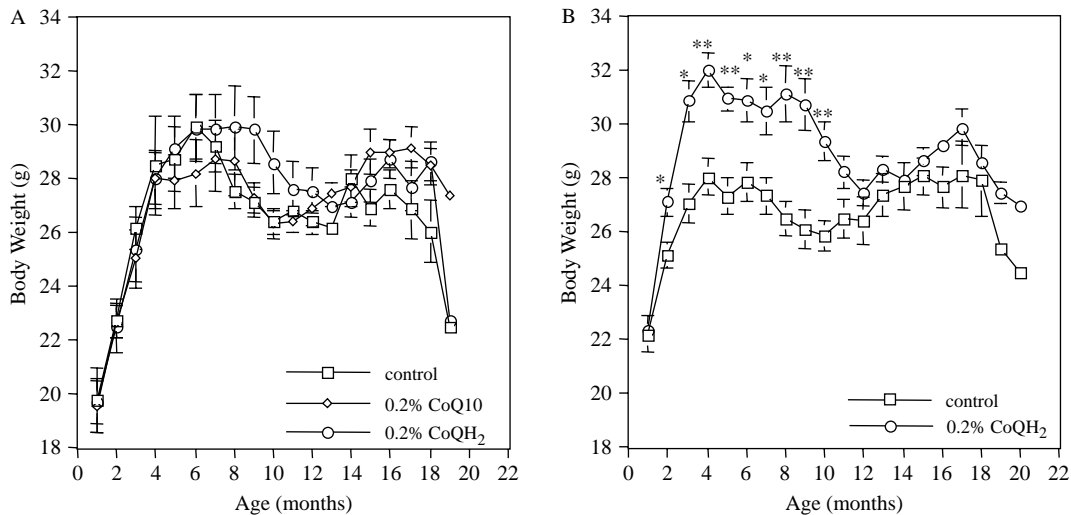 A
34
32
30
28
26
24
22
20
18
Body Weight (g)
0 2 4 6 8 10 12 14 16 18 20 22
Age (months)
control
0.2% CoQ10
0.2% CoQH₂
B
34
32
30
28
26
24
22
20
18
Body Weight (g)
* * ** ** * * ** ** **
0 2 4 6 8 10 12 14 16 18 20 22
Age (months)
control
0.2% CoQH₂